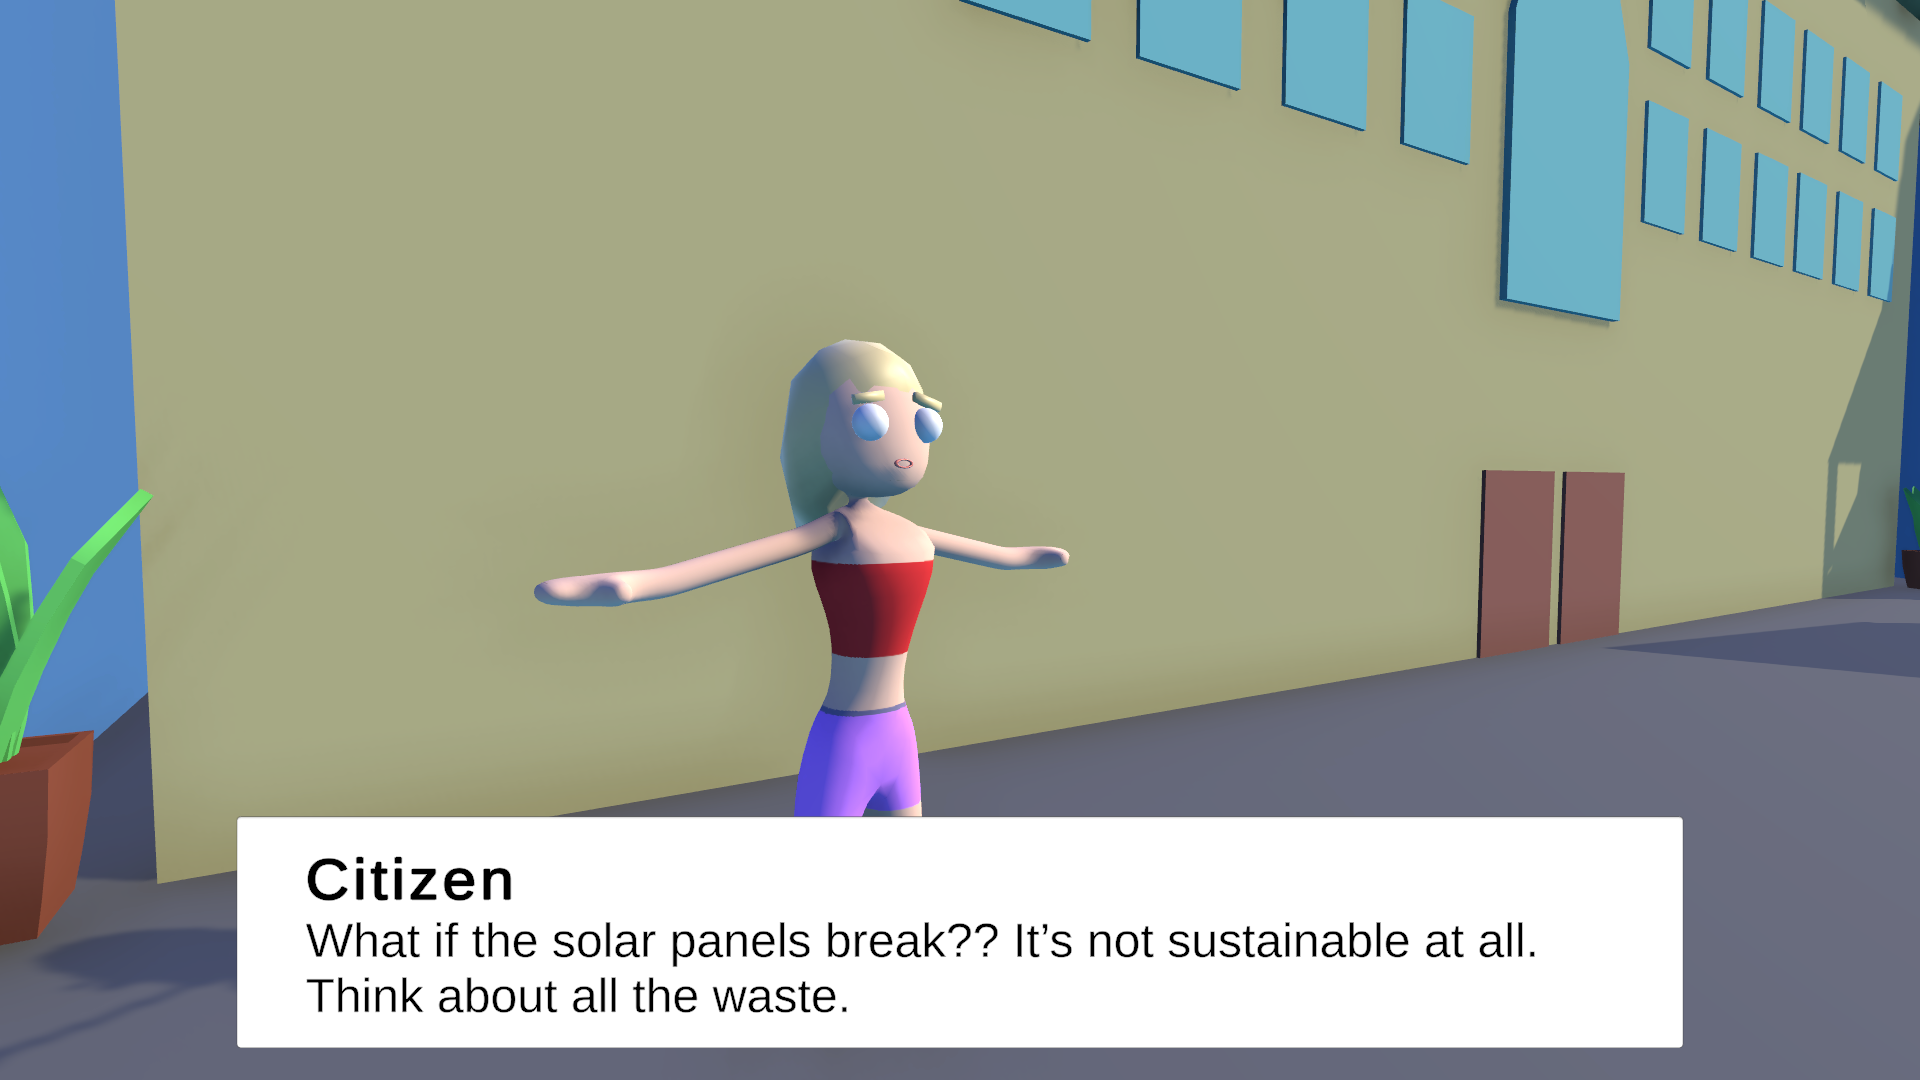 Citizen
What if the solar panels break?? It’s not sustainable at all.
Think about all the waste.